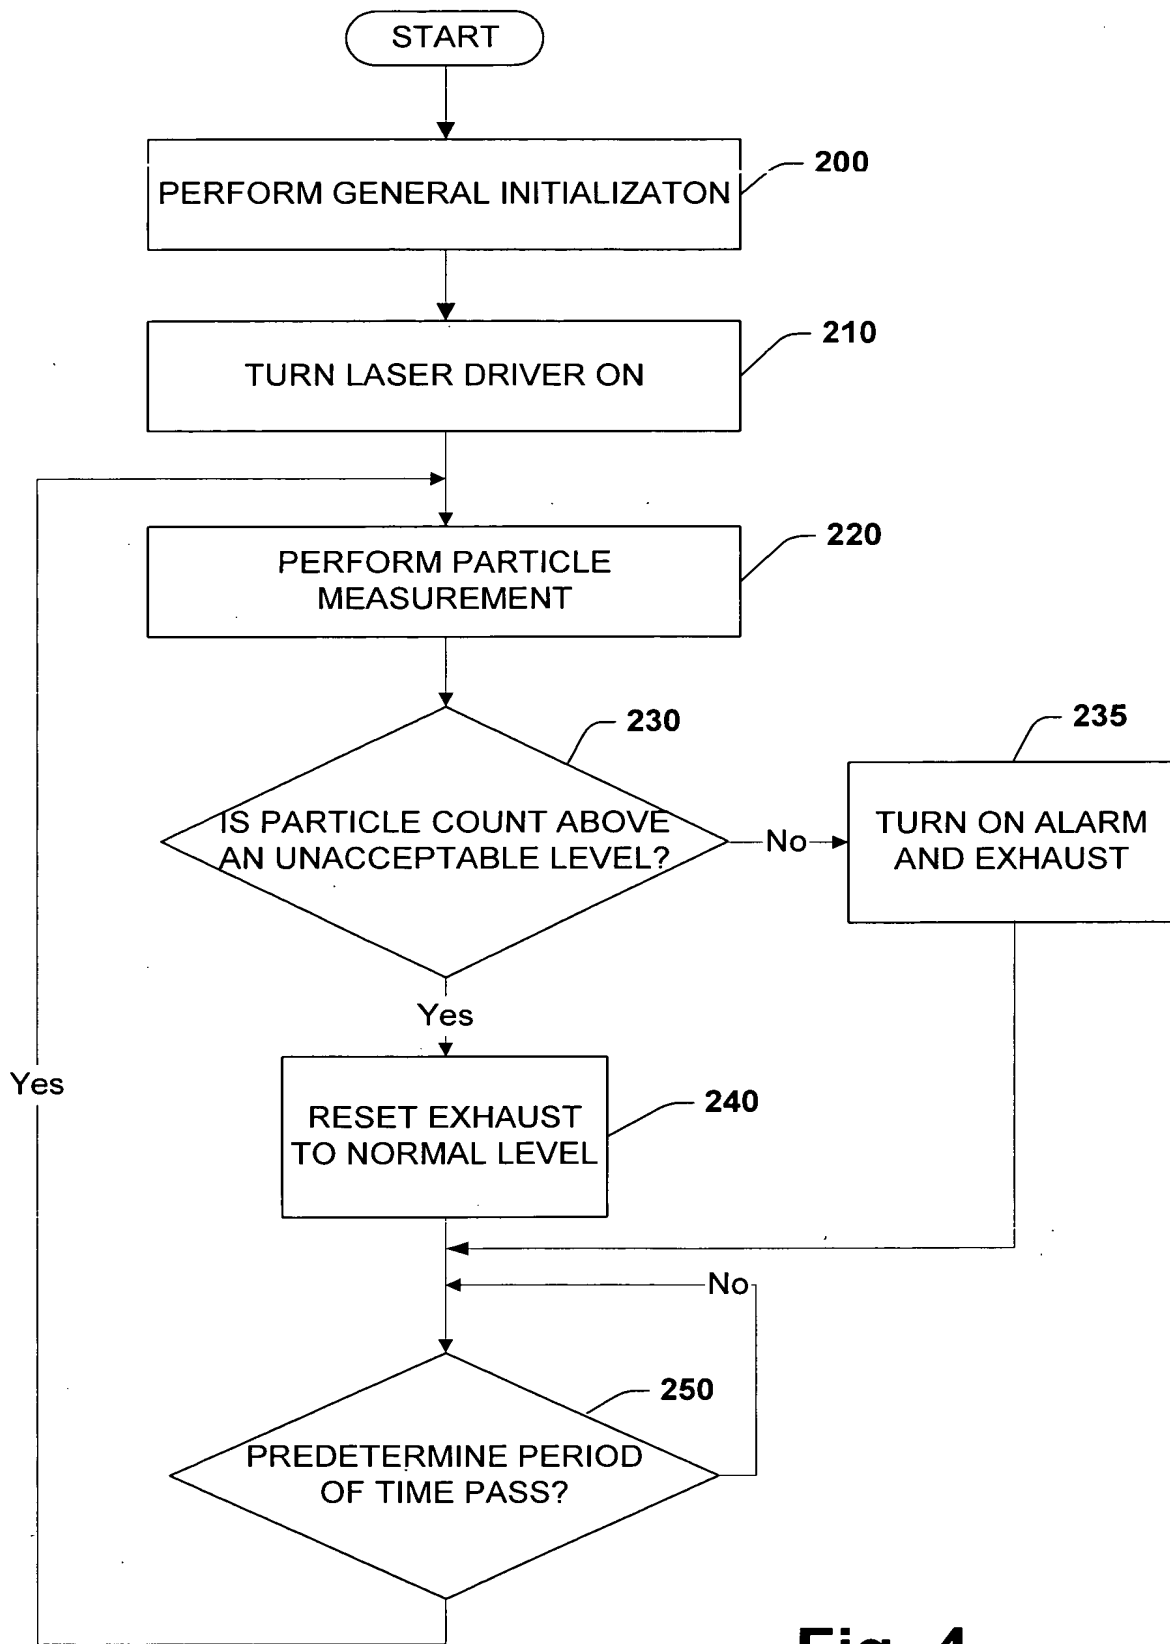 START
PERFORM GENERAL INITIALIZATON
200
TURN LASER DRIVER ON
210
PERFORM PARTICLE
MEASUREMENT
220
IS PARTICLE COUNT ABOVE
AN UNACCEPTABLE LEVEL?
230
No
TURN ON ALARM
AND EXHAUST
235
Yes
RESET EXHAUST
TO NORMAL LEVEL
240
Yes
No
PREDETERMINE PERIOD
OF TIME PASS?
250
Fig. 4